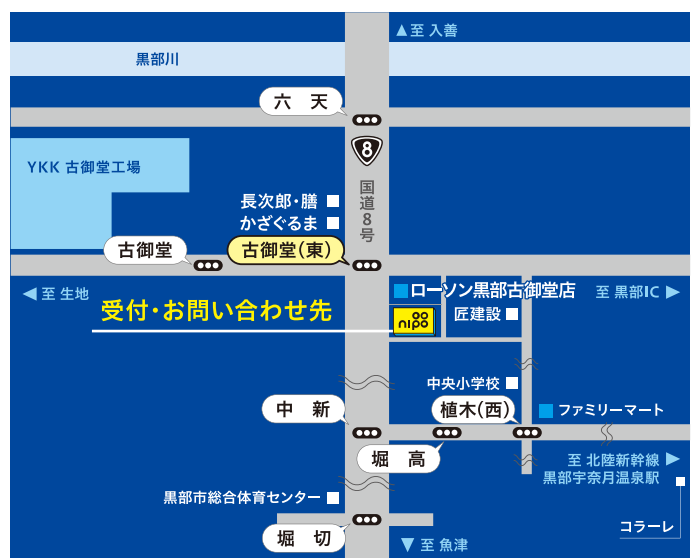 ▲至 入善
黒部川
六 天
8
国道8号
YKK 古御堂工場
長次郎・膳
かざぐるま
古御堂
古御堂(東)
◀至 生地
ローソン黒部古御堂店
至 黒部IC ▶
受付・お問い合わせ先
nipo
匠建設
中央小学校
中 新
植木(西)
ファミリーマート
堀 高
至 北陸新幹線 ▶
黒部宇奈月温泉駅
黒部市総合体育センター
コラーレ
堀 切
▼ 至 魚津